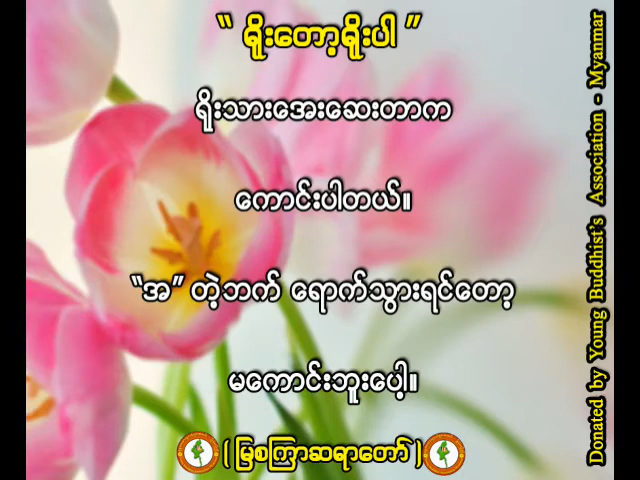 “ ရိုးတော့ရိုးပါ ”
ရိုးသားအေးဆေးတာက
ကောင်းပါတယ်။
“အ” တဲ့ဘက် ရောက်သွားရင်တော့
မကောင်းဘူးပေါ့။
( မြစကြာဆရာတော် )
Donated by Young Buddhist's Association - Myanmar